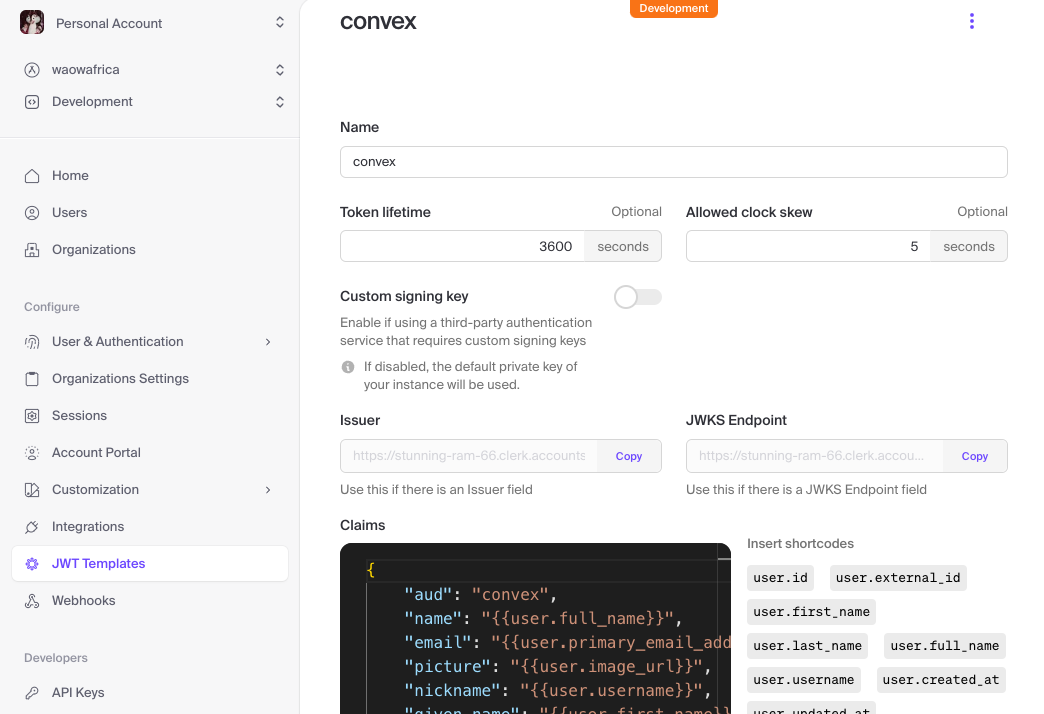 Personal Account
waowafrica
Development
Home
Users
Organizations
Configure
User & Authentication
Organizations Settings
Sessions
Account Portal
Customization
Integrations
JWT Templates
Webhooks
Developers
API Keys
Development
convex
Name
convex
Token lifetime Optional
3600 seconds
Allowed clock skew Optional
5 seconds
Custom signing key
Enable if using a third-party authentication
service that requires custom signing keys
If disabled, the default private key of
your instance will be used.
Issuer
https://stunning-ram-66.clerk.accounts Copy
Use this if there is an Issuer field
JWKS Endpoint
https://stunning-ram-66.clerk.accou... Copy
Use this if there is a JWKS Endpoint field
Claims
{
"aud": "convex",
"name": "{{user.full_name}}",
"email": "{{user.primary_email_add
"picture": "{{user.image_url}}",
"nickname": "{{user.username}}",
"given_name": "{{user.first_name}}
Insert shortcodes
user.id user.external_id
user.first_name
user.last_name user.full_name
user.username user.created_at
user.updated_at